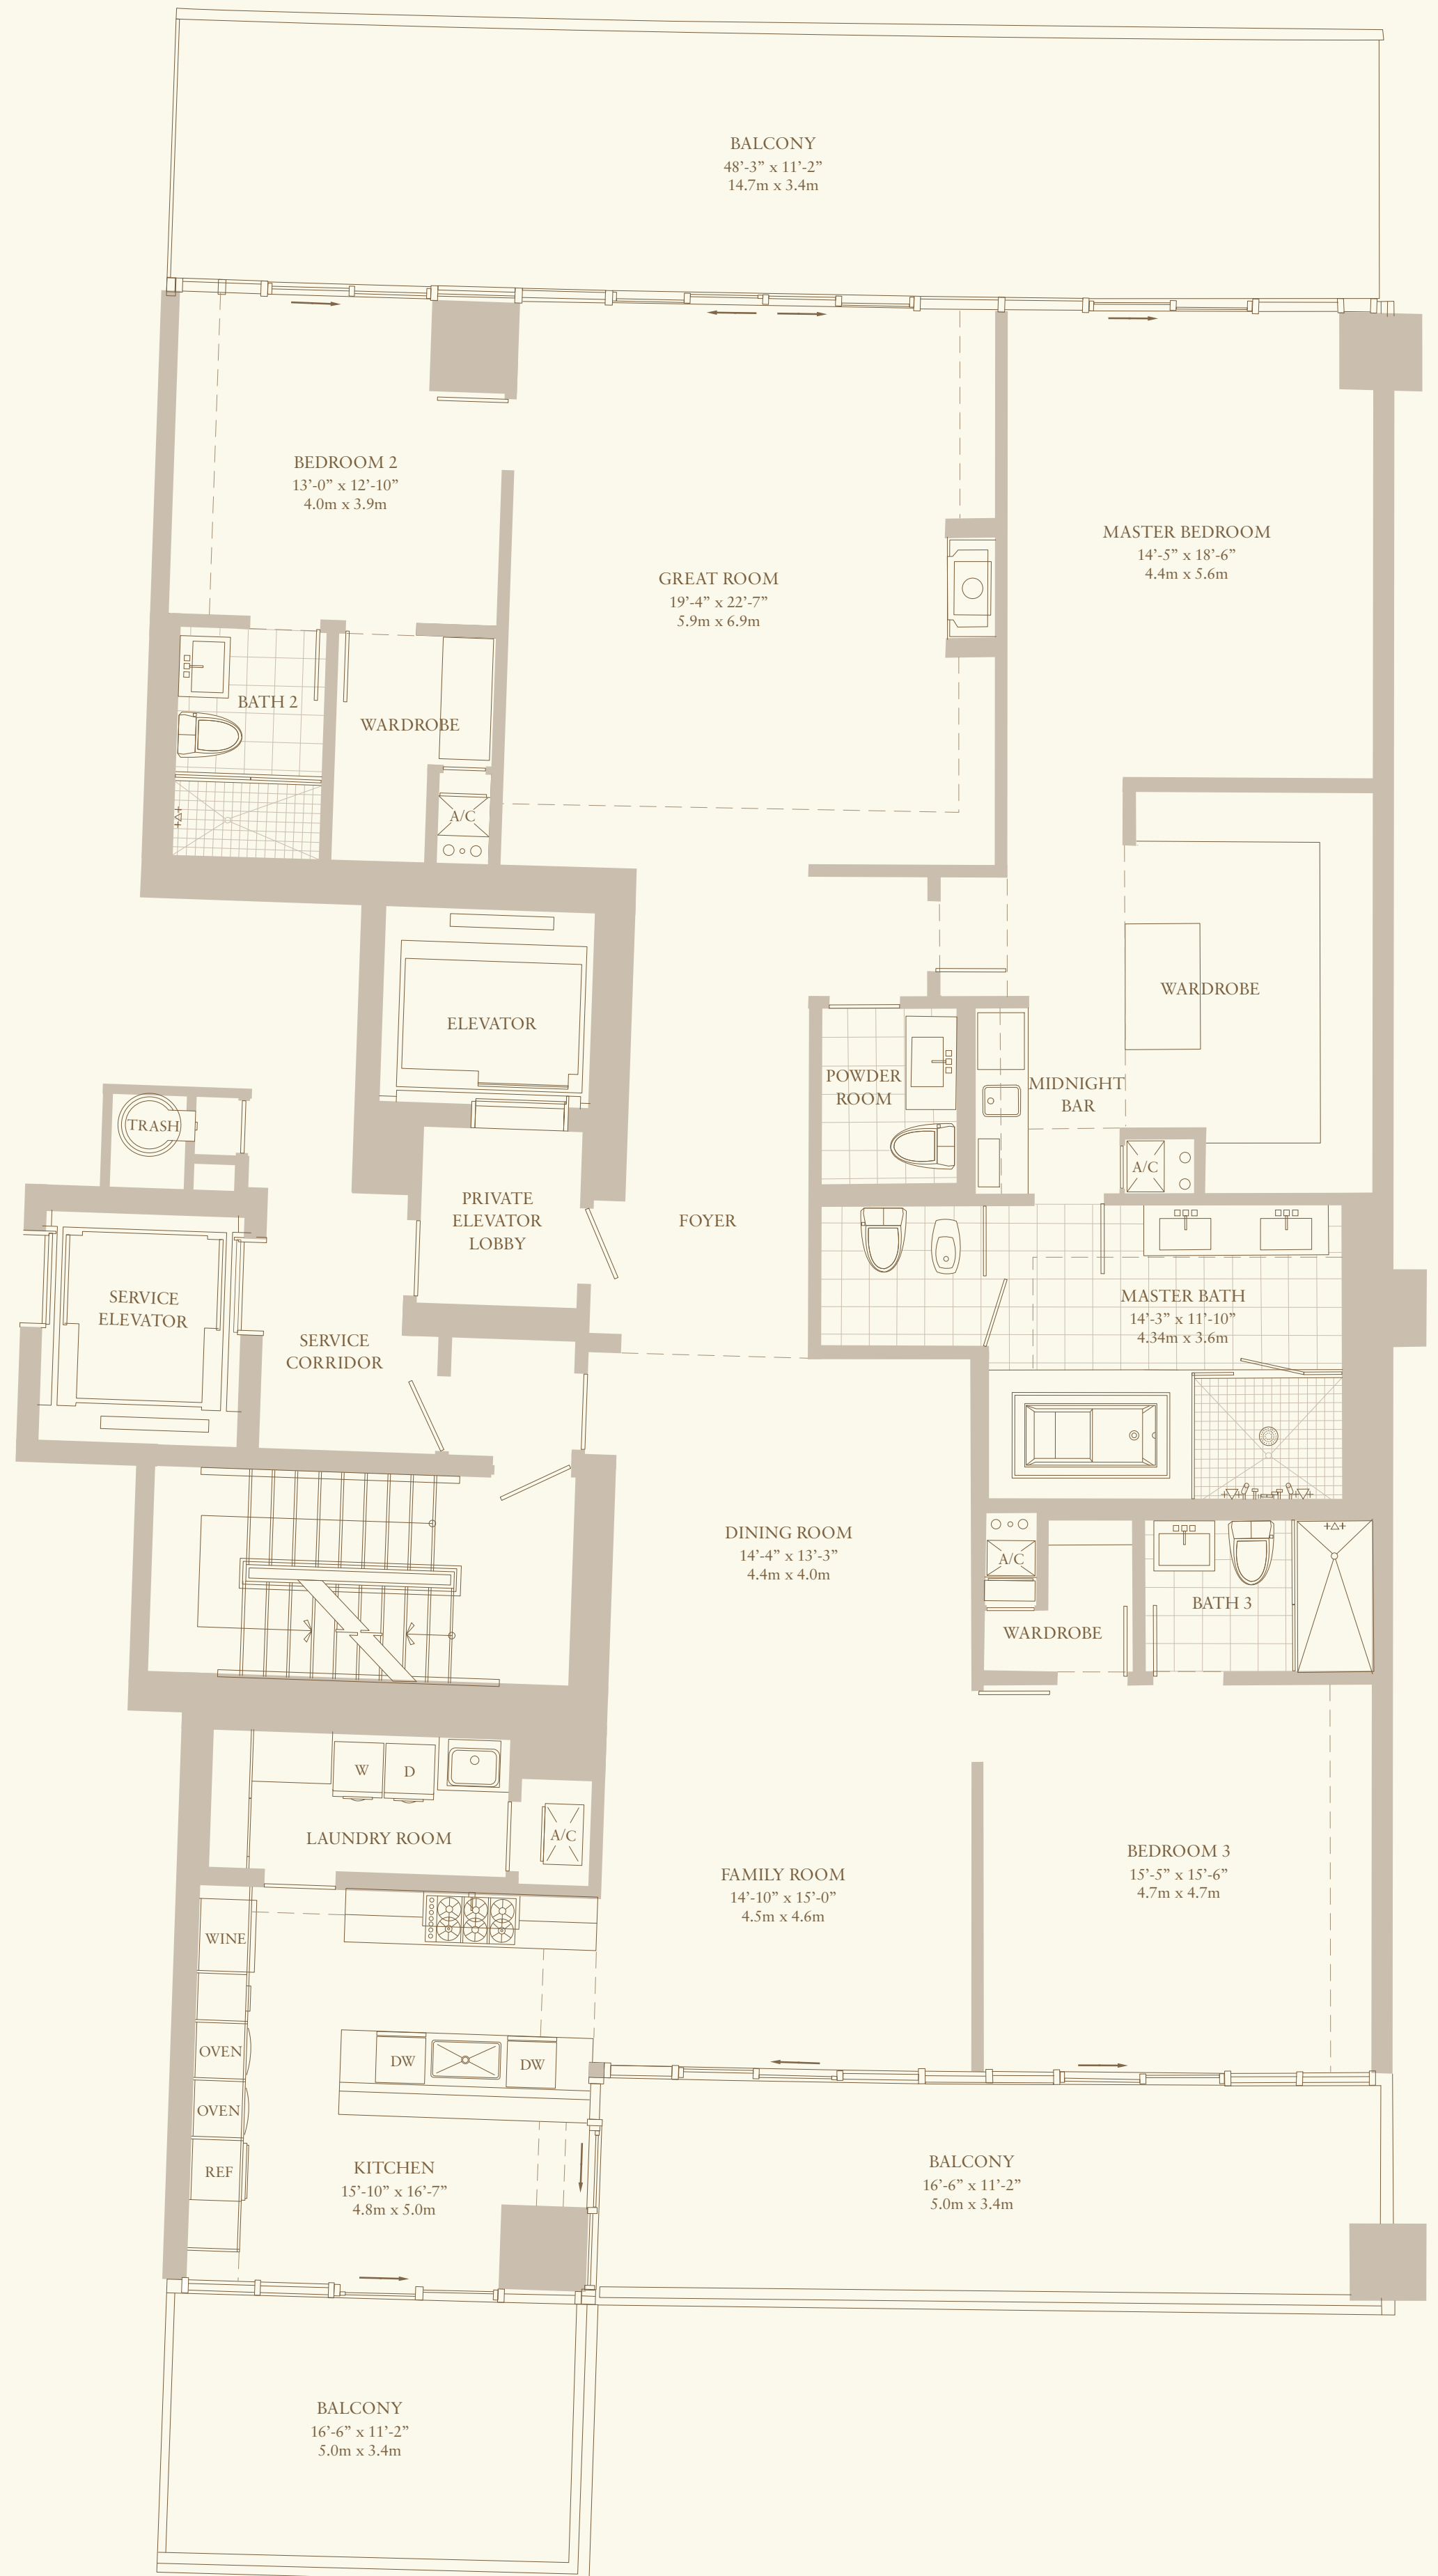 BALCONY
48’-3” x 11’-2”
14.7m x 3.4m
BEDROOM 2
13’-0” x 12’-10”
4.0m x 3.9m
MASTER BEDROOM
14’-5” x 18’-6”
4.4m x 5.6m
GREAT ROOM
19’-4” x 22’-7”
5.9m x 6.9m
BATH 2
WARDROBE
A/C
WARDROBE
ELEVATOR
POWDER
ROOM
MIDNIGHT
BAR
TRASH
A/C
PRIVATE
ELEVATOR
LOBBY
FOYER
SERVICE
ELEVATOR
MASTER BATH
14’-3” x 11’-10”
4.34m x 3.6m
SERVICE
CORRIDOR
DINING ROOM
14’-4” x 13’-3”
4.4m x 4.0m
A/C
BATH 3
WARDROBE
W
D
A/C
LAUNDRY ROOM
BEDROOM 3
15’-5” x 15’-6”
4.7m x 4.7m
FAMILY ROOM
14’-10” x 15’-0”
4.5m x 4.6m
WINE
OVEN
DW
DW
OVEN
REF
KITCHEN
15’-10” x 16’-7”
4.8m x 5.0m
BALCONY
16’-6” x 11’-2”
5.0m x 3.4m
BALCONY
16’-6” x 11’-2”
5.0m x 3.4m